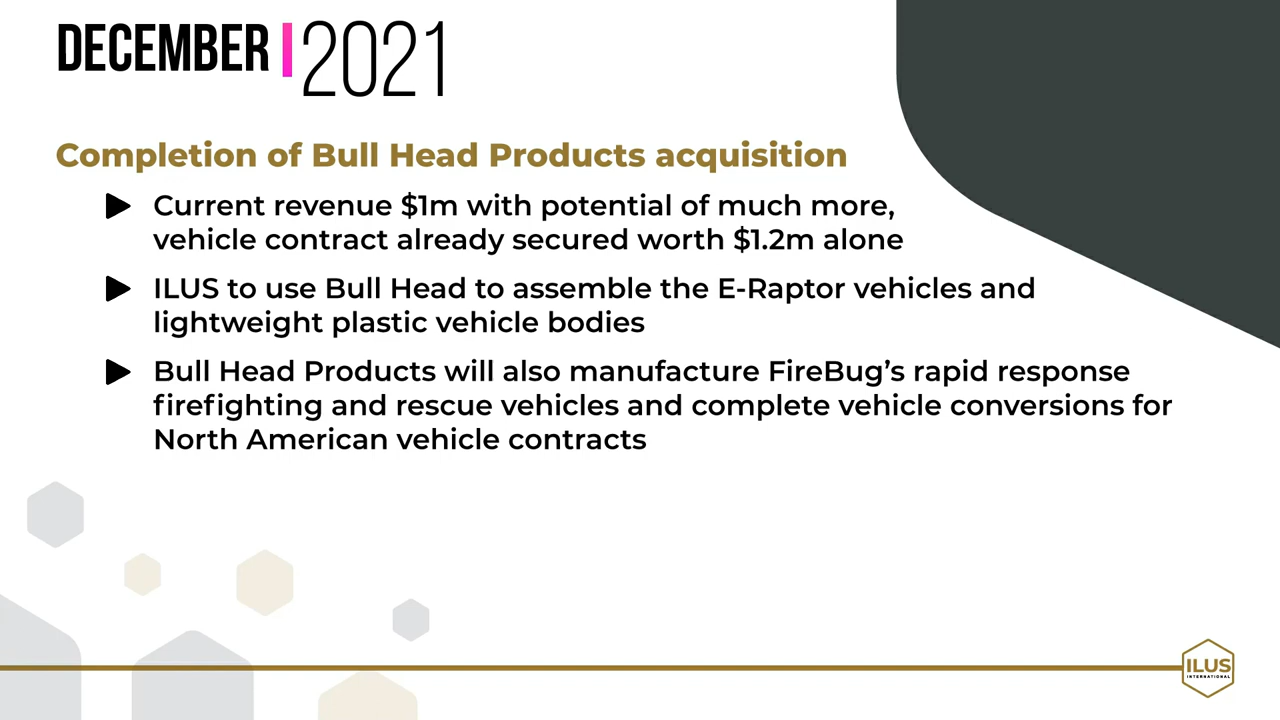 DECEMBER 2021
Completion of Bull Head Products acquisition
Current revenue $1m with potential of much more,
vehicle contract already secured worth $1.2m alone
ILUS to use Bull Head to assemble the E-Raptor vehicles and
lightweight plastic vehicle bodies
Bull Head Products will also manufacture FireBug’s rapid response
firefighting and rescue vehicles and complete vehicle conversions for
North American vehicle contracts
ILUS
INTERNATIONAL